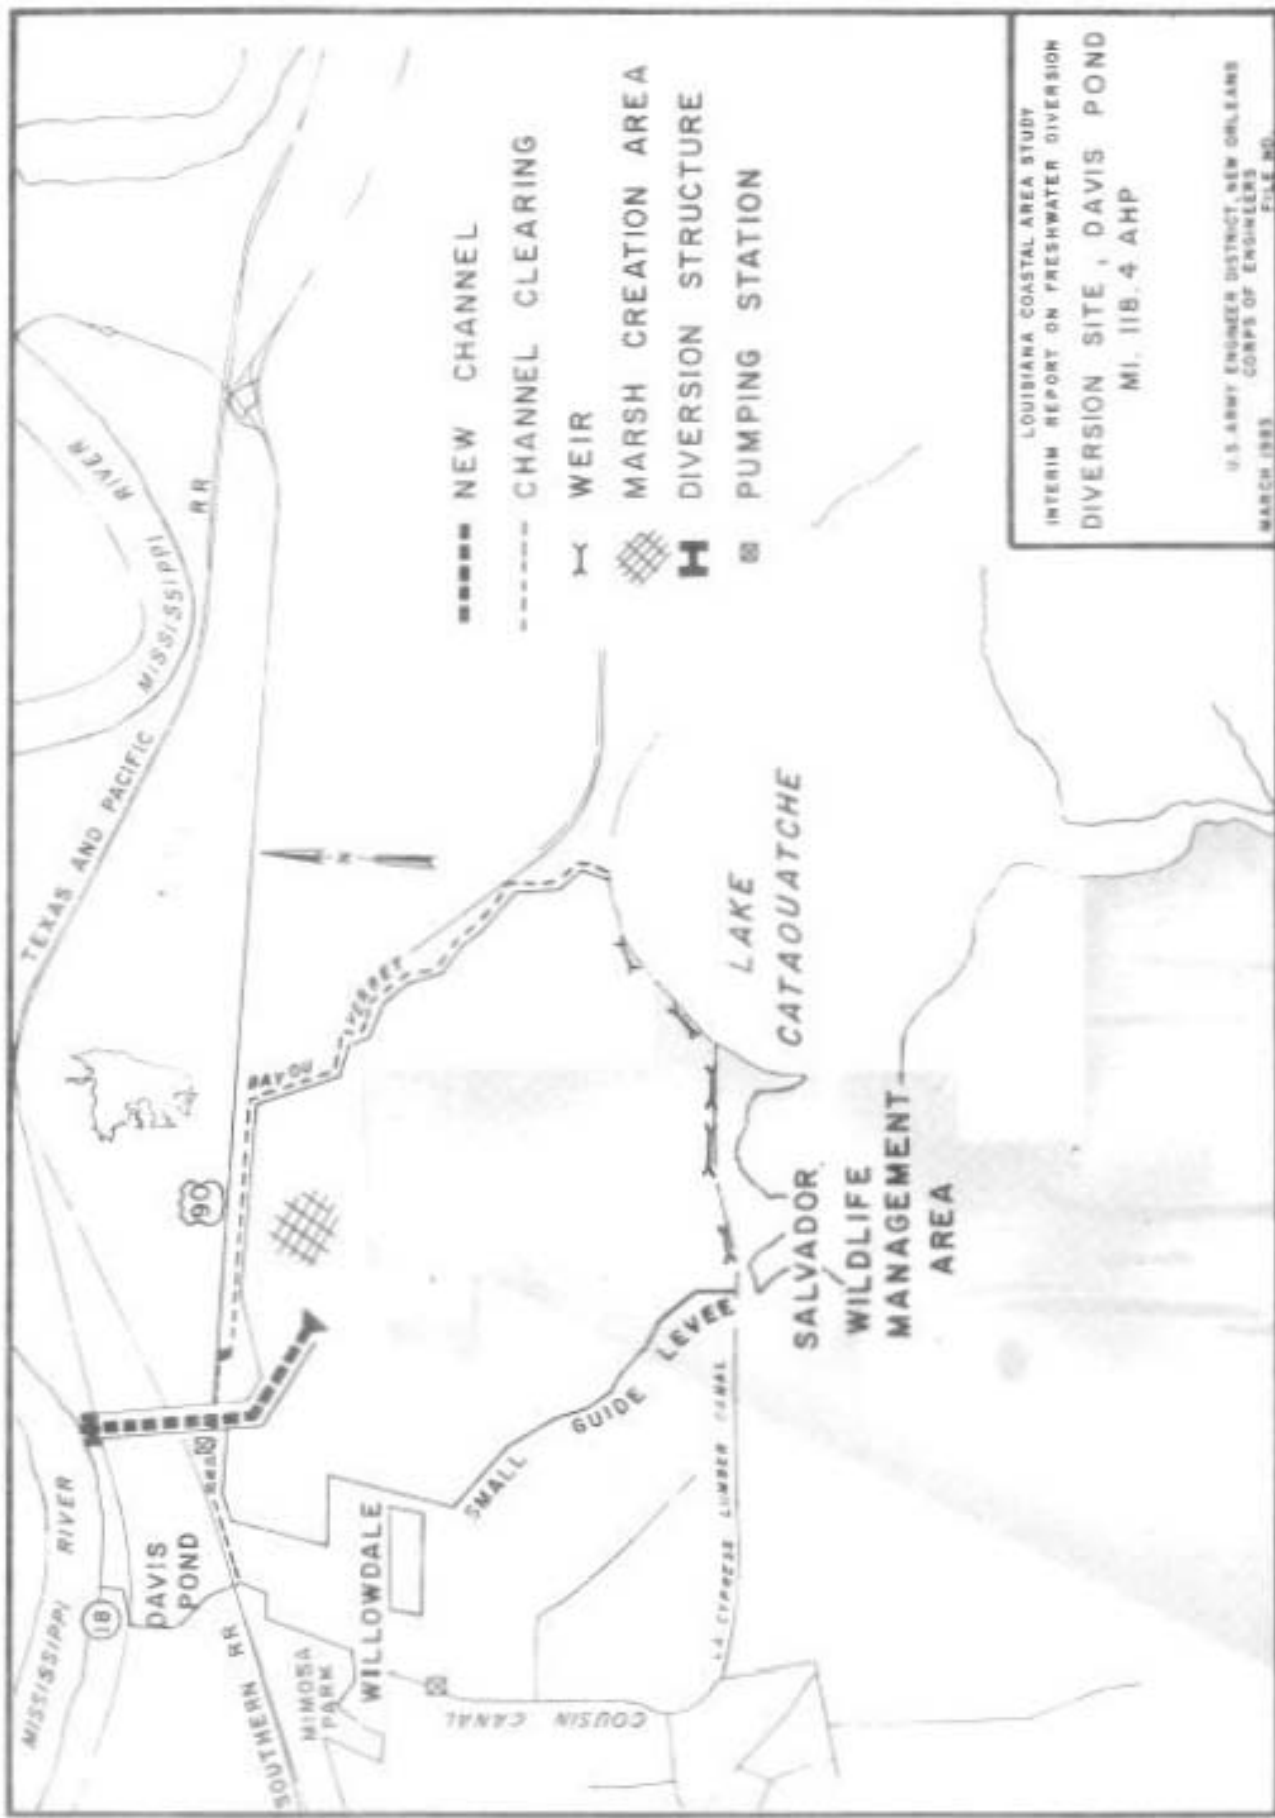 MISSISSIPPI RIVER
18
DAVIS
POND
SOUTHERN RR
MIMOSA
PARK
WILLOWDALE
COUSIN CANAL
SMALL GUIDE LEVEE
LA CYPRESS LUMBER CANAL
90
BAYOU VERRET
TEXAS AND PACIFIC RR
MISSISSIPPI RIVER
N
LAKE
CATAOUATCHE
SALVADOR
WILDLIFE
MANAGEMENT
AREA
NEW CHANNEL
CHANNEL CLEARING
WEIR
MARSH CREATION AREA
DIVERSION STRUCTURE
PUMPING STATION
LOUISIANA COASTAL AREA STUDY
INTERIM REPORT ON FRESHWATER DIVERSION
DIVERSION SITE, DAVIS POND
MI. 118.4 AHP
U.S. ARMY ENGINEER DISTRICT, NEW ORLEANS
CORPS OF ENGINEERS
MARCH 1983 FILE NO.